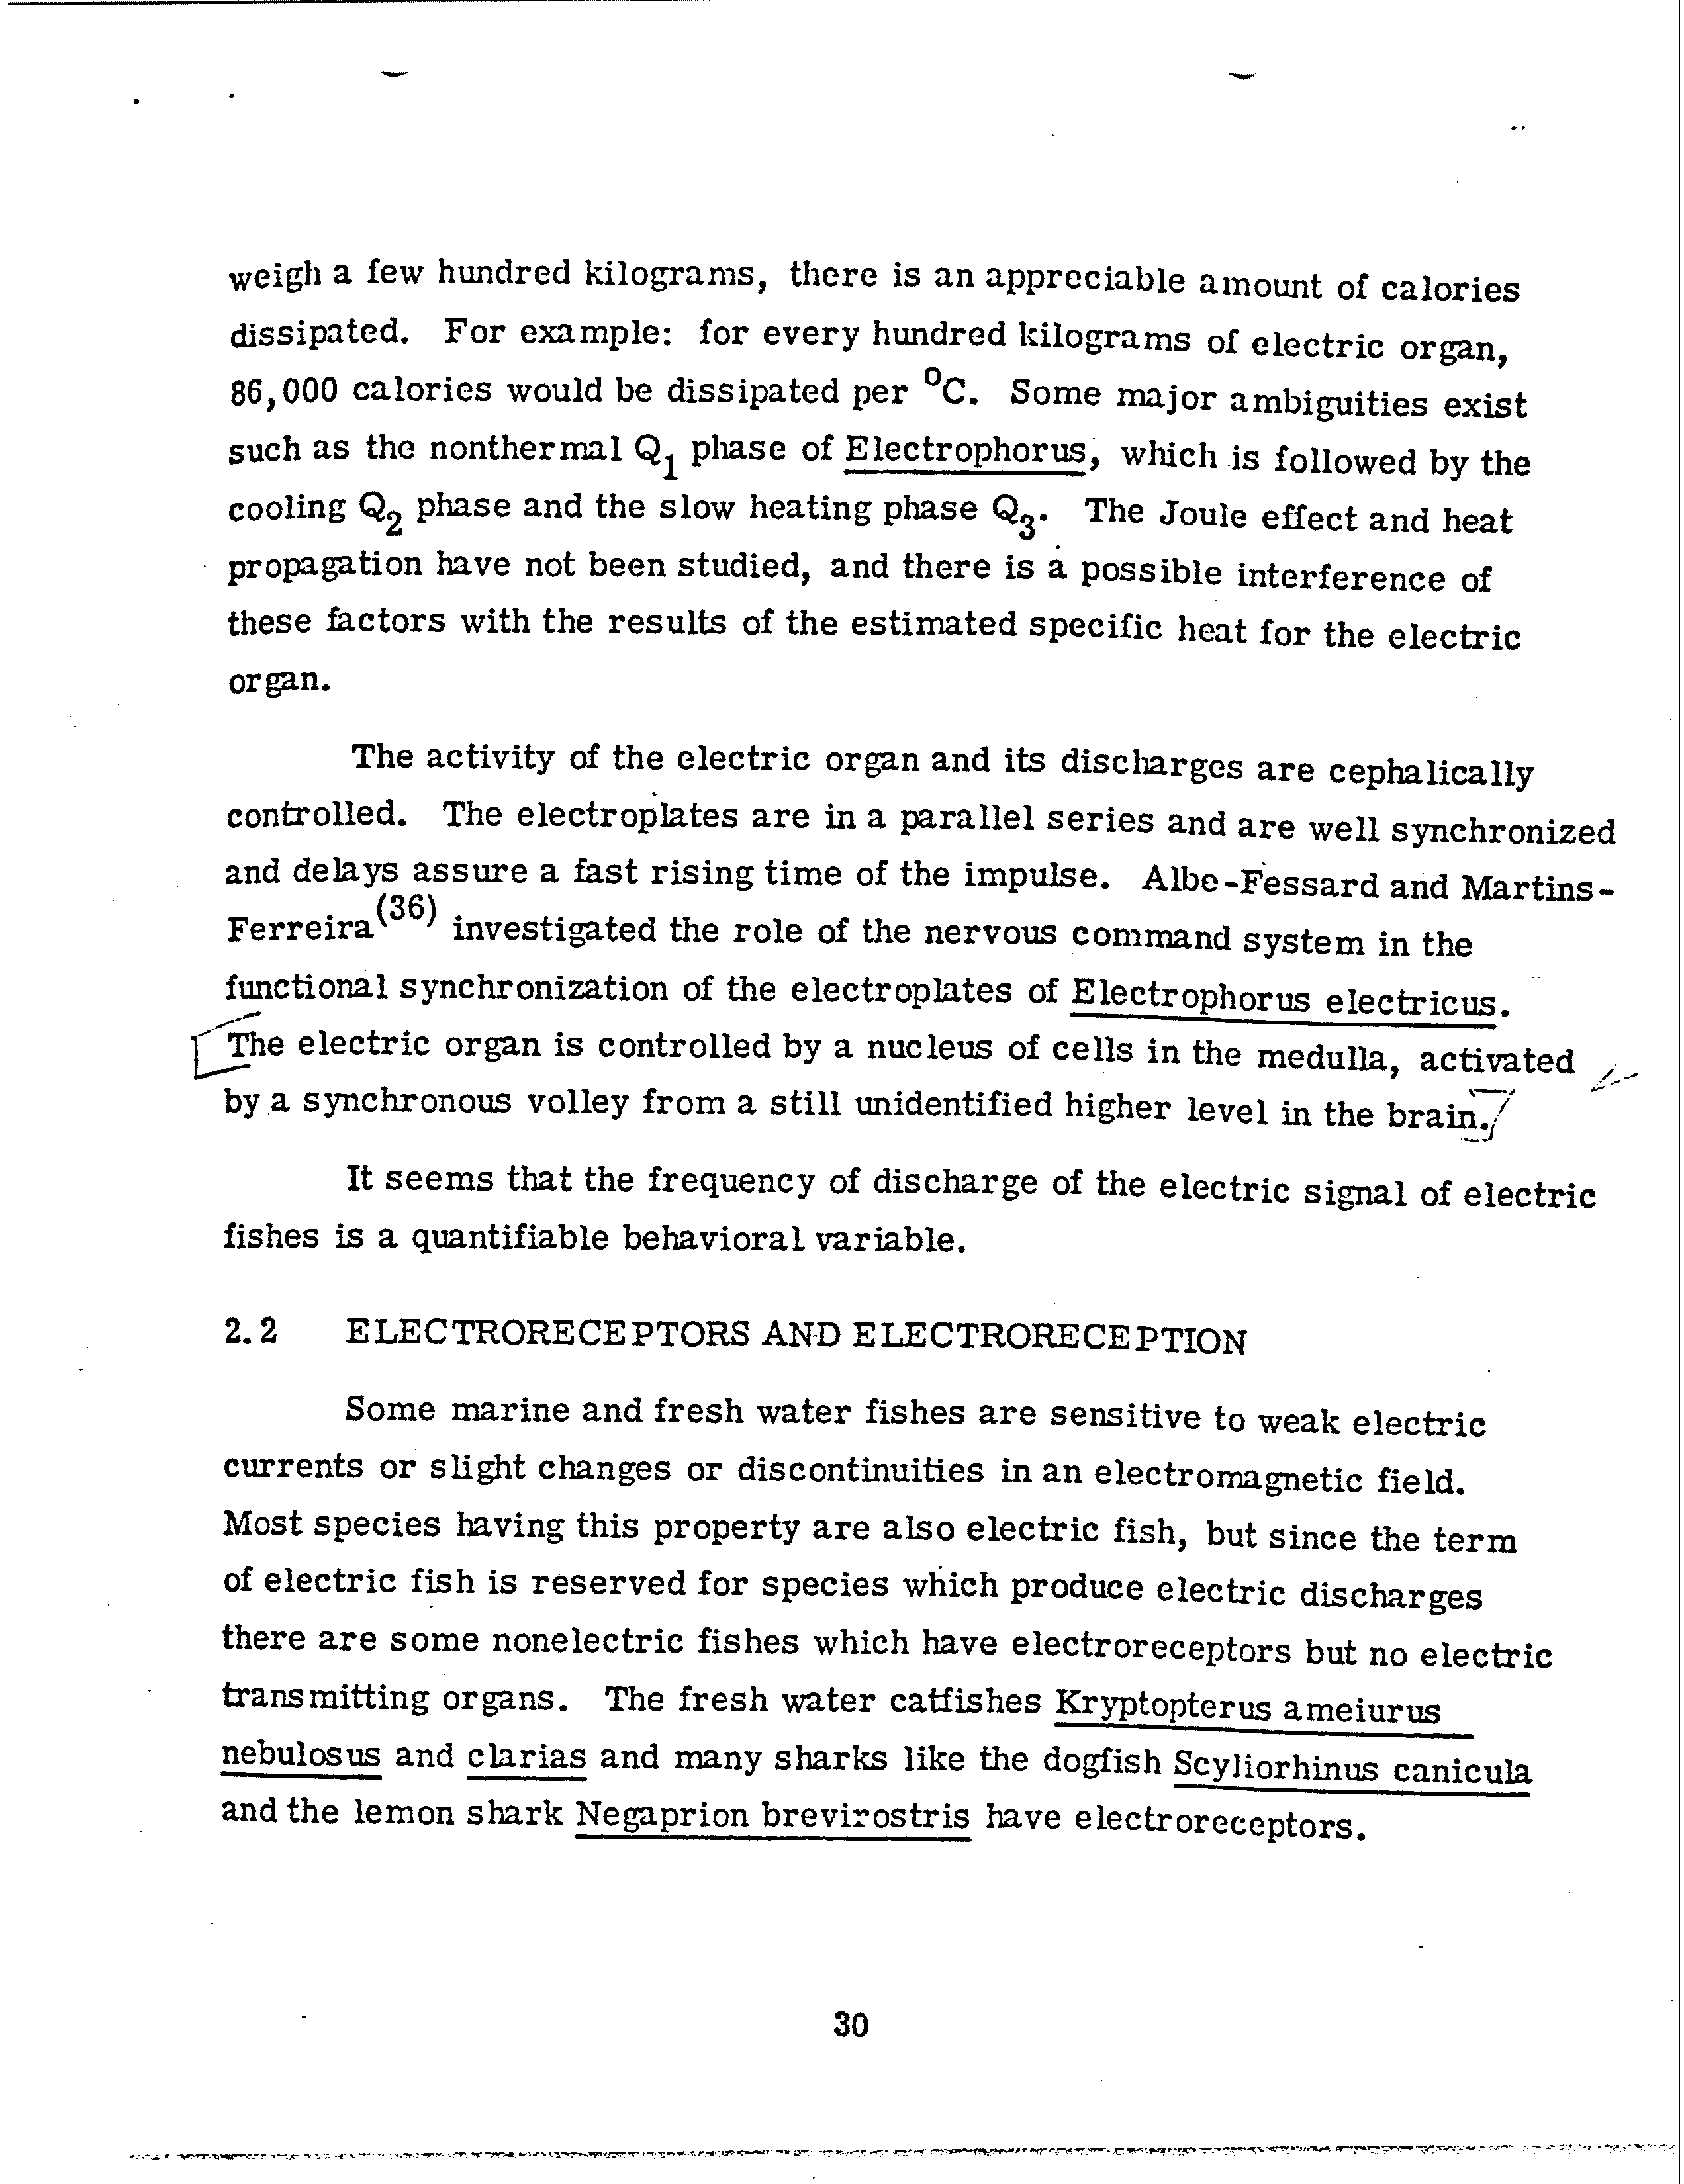 weigh a few hundred kilograms, there is an appreciable amount of calories
dissipated. For example: for every hundred kilograms of electric organ,
86,000 calories would be dissipated per °C. Some major ambiguities exist
such as the nonthermal Q₁ phase of Electrophorus, which is followed by the
cooling Q₂ phase and the slow heating phase Q₃. The Joule effect and heat
propagation have not been studied, and there is a possible interference of
these factors with the results of the estimated specific heat for the electric
organ.
The activity of the electric organ and its discharges are cephalically
controlled. The electroplates are in a parallel series and are well synchronized
and delays assure a fast rising time of the impulse. Albe-Fessard and Martins-
Ferreira(36) investigated the role of the nervous command system in the
functional synchronization of the electroplates of Electrophorus electricus.
The electric organ is controlled by a nucleus of cells in the medulla, activated
by a synchronous volley from a still unidentified higher level in the brain.
It seems that the frequency of discharge of the electric signal of electric
fishes is a quantifiable behavioral variable.
2.2 ELECTRORECEPTORS AND ELECTRORECEPTION
Some marine and fresh water fishes are sensitive to weak electric
currents or slight changes or discontinuities in an electromagnetic field.
Most species having this property are also electric fish, but since the term
of electric fish is reserved for species which produce electric discharges
there are some nonelectric fishes which have electroreceptors but no electric
transmitting organs. The fresh water catfishes Kryptopterus ameiurus
nebulosus and clarias and many sharks like the dogfish Scyliorhinus canicula
and the lemon shark Negaprion brevirostris have electroreceptors.
30